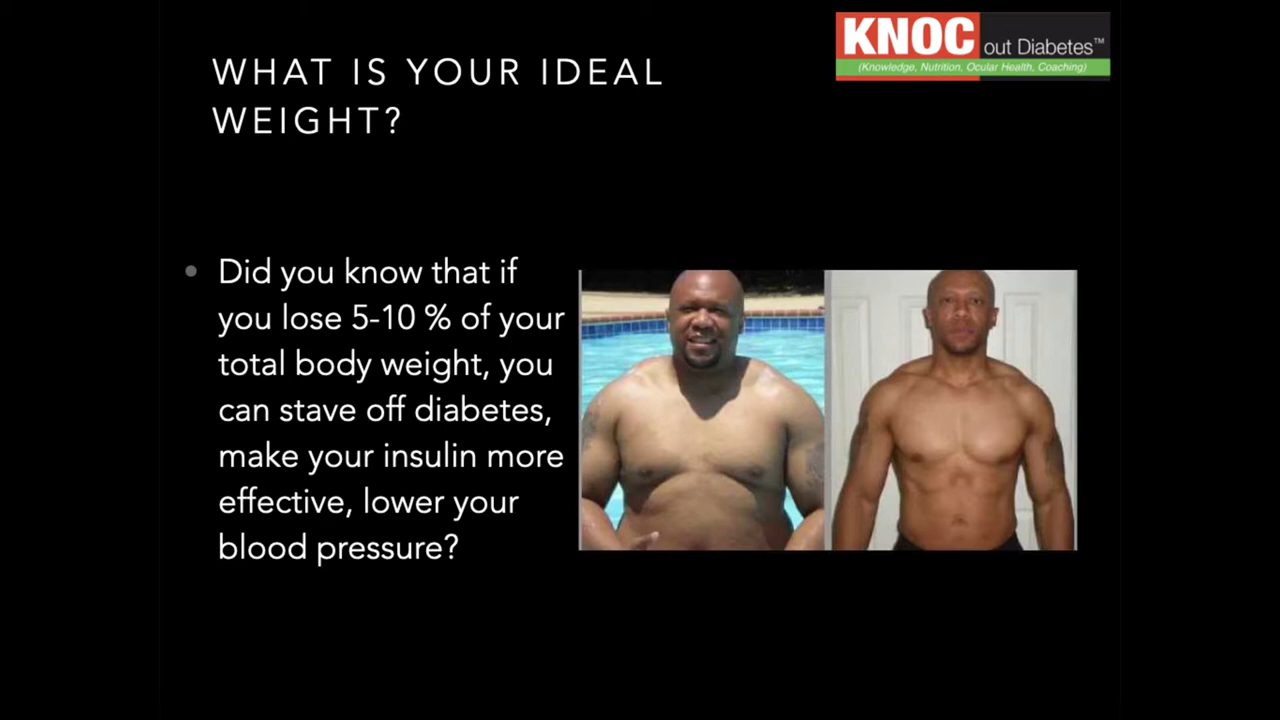 KNOC out Diabetes™
(Knowledge, Nutrition, Ocular Health, Coaching)
WHAT IS YOUR IDEAL
WEIGHT?
• Did you know that if
you lose 5-10 % of your
total body weight, you
can stave off diabetes,
make your insulin more
effective, lower your
blood pressure?